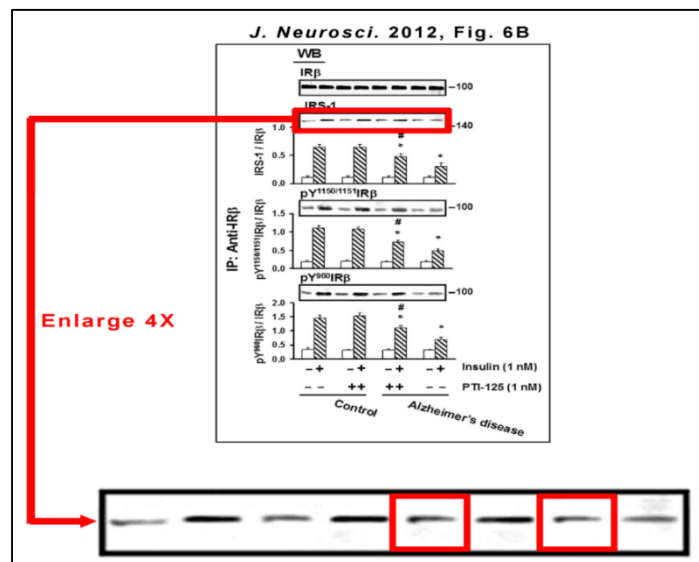 J. Neurosci. 2012, Fig. 6B
WB
IRβ
–100
IRS-1
–140
IRS-1 / IRβ
1.0
0.5
0.0
#
*
*
pY1150/1151IRβ
–100
pY1150/1151IRβ/ IRβ
1.5
1.0
0.5
0.0
#
*
*
pY960IRβ
–100
pY960IRβ/ IRβ
2.0
1.5
1.0
0.5
0.0
#
*
*
IP: Anti-IRβ
– + – + – + – + Insulin (1 nM)
– – ++ ++ – – PTI-125 (1 nM)
Control
Alzheimer's disease
Enlarge 4X